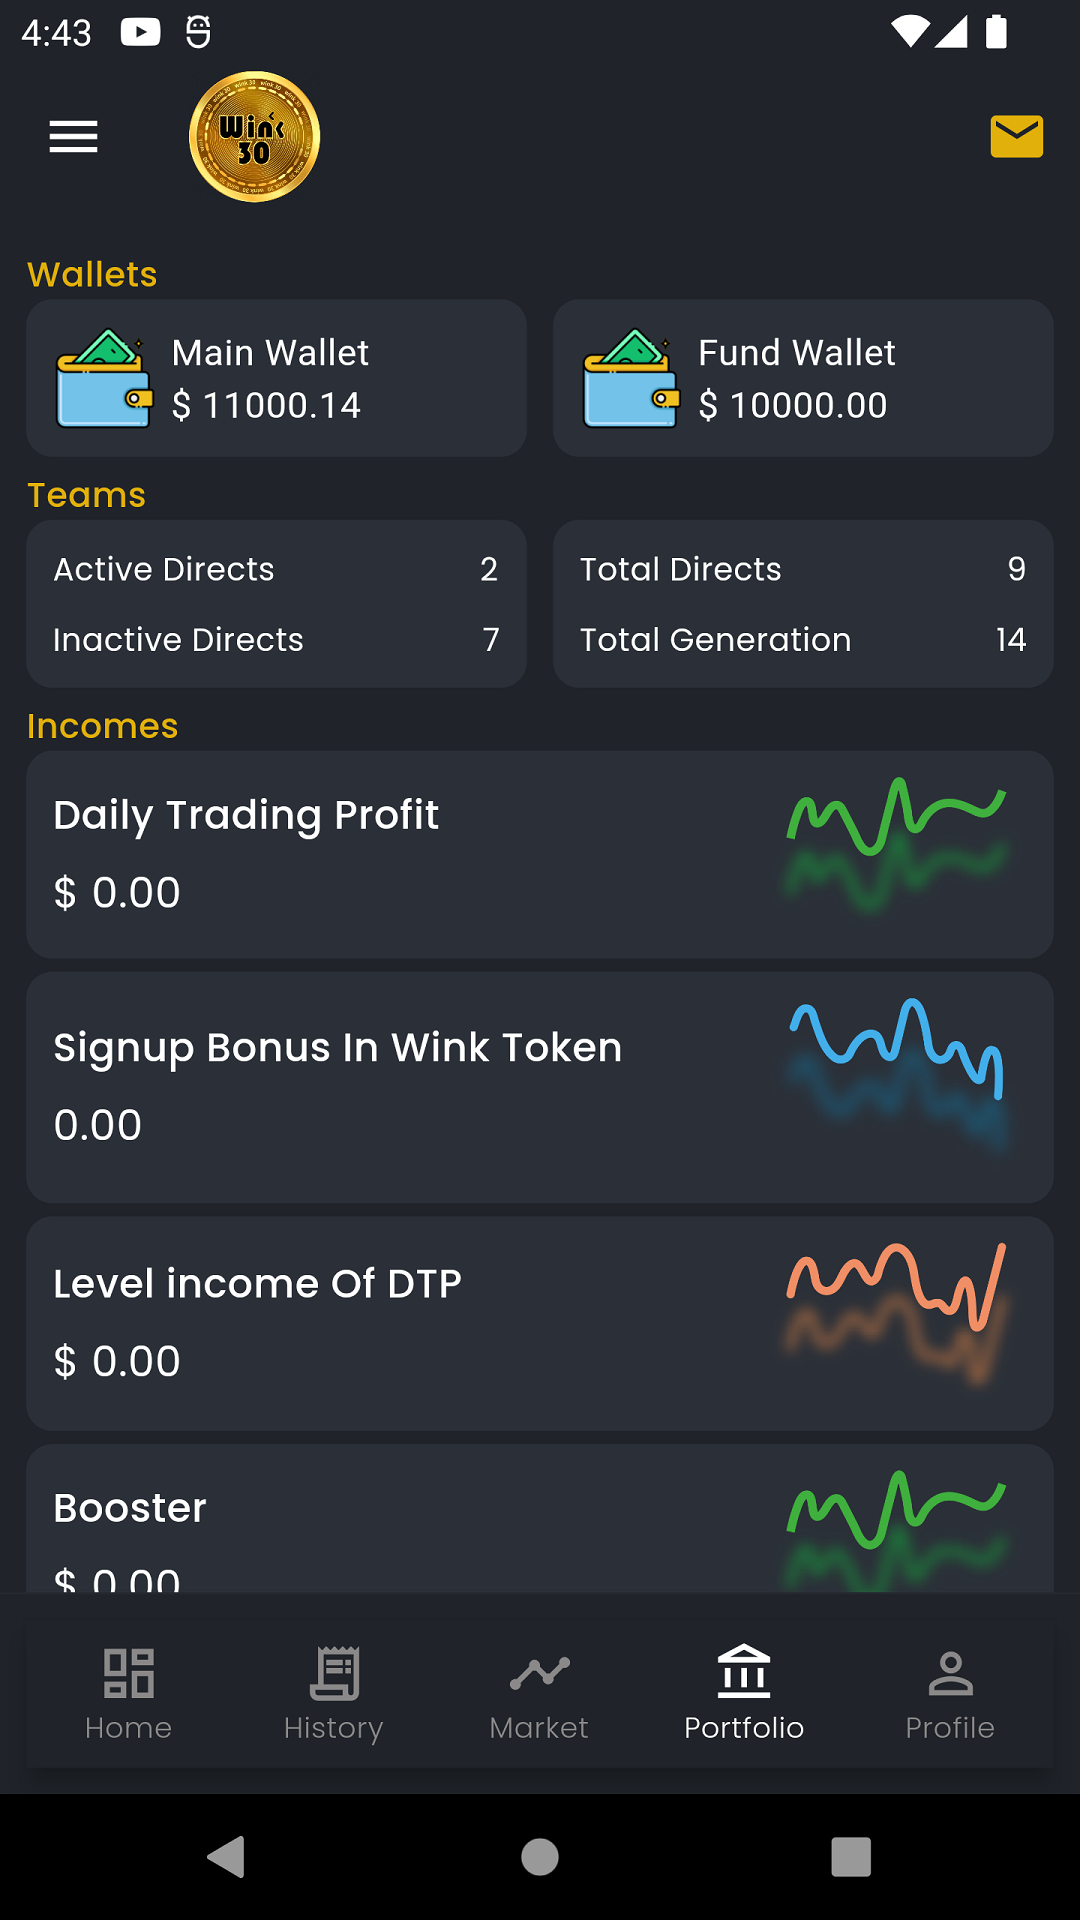 4:43
Wink
30
Wallets
Main Wallet
$ 11000.14
Fund Wallet
$ 10000.00
Teams
Active Directs 2
Inactive Directs 7
Total Directs 9
Total Generation 14
Incomes
Daily Trading Profit
$ 0.00
Signup Bonus In Wink Token
0.00
Level income Of DTP
$ 0.00
Booster
$ 0.00
Home
History
Market
Portfolio
Profile